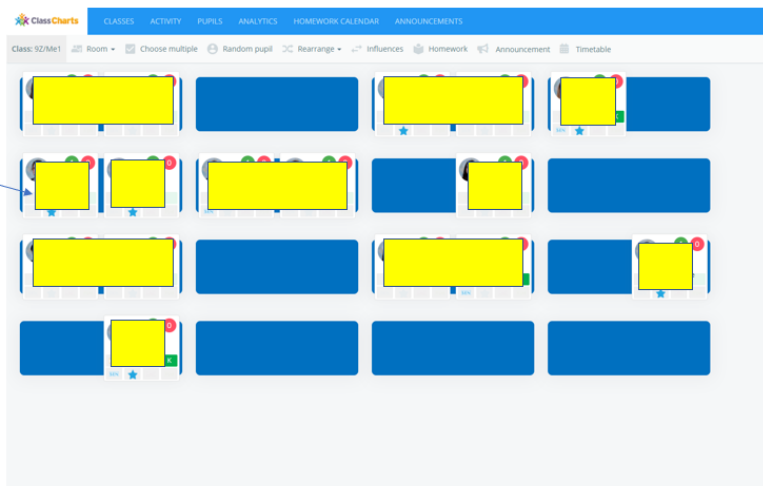 ClassCharts CLASSES ACTIVITY PUPILS ANALYTICS HOMEWORK CALENDAR ANNOUNCEMENTS
Class: 9Z/Me1 Room Choose multiple Random pupil Rearrange Influences Homework Announcement Timetable
K
K